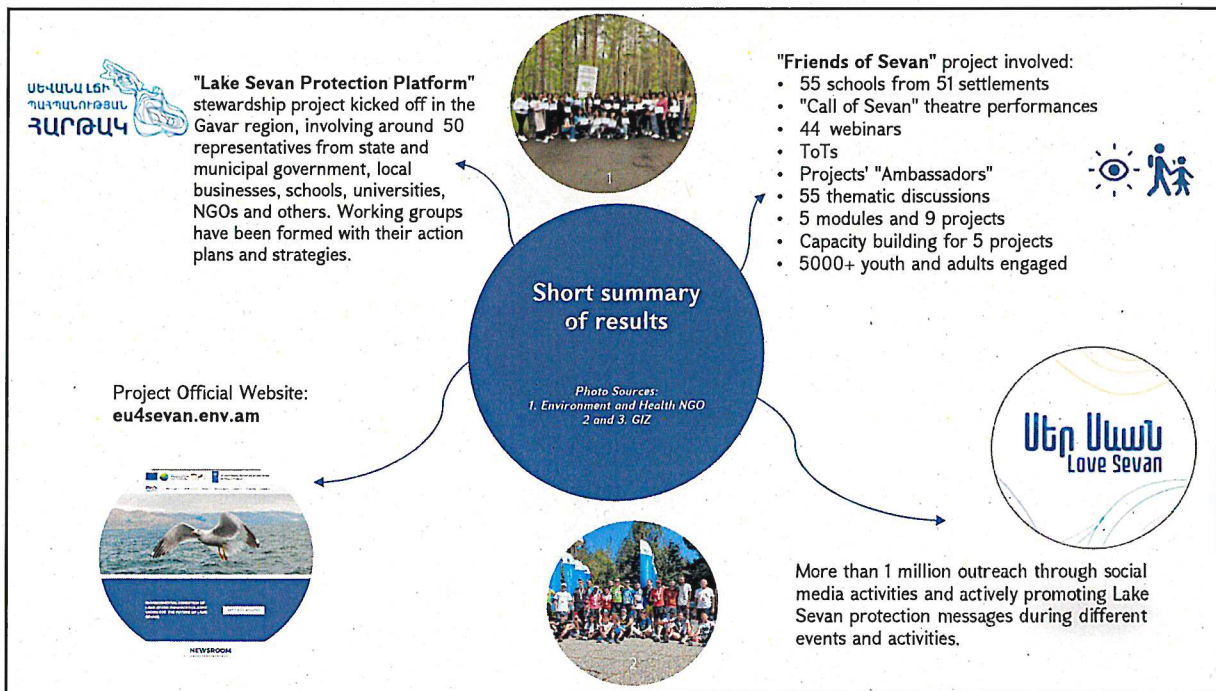 ՍԵՎԱՆԱ ԼՃԻ
ՊԱՀՊԱՆՈՒԹՅԱՆ
ՀԱՐԹԱԿ
"Lake Sevan Protection Platform"
stewardship project kicked off in the
Gavar region, involving around 50
representatives from state and
municipal government, local
businesses, schools, universities,
NGOs and others. Working groups
have been formed with their action
plans and strategies.
1
"Friends of Sevan" project involved:
• 55 schools from 51 settlements
• "Call of Sevan" theatre performances
• 44 webinars
• ToTs
• Projects' "Ambassadors"
• 55 thematic discussions
• 5 modules and 9 projects
• Capacity building for 5 projects
• 5000+ youth and adults engaged
Short summary
of results
Photo Sources:
1. Environment and Health NGO
2 and 3. GIZ
Project Official Website:
eu4sevan.env.am
NEWSROOM
2
Սեր Սևան
Love Sevan
More than 1 million outreach through social
media activities and actively promoting Lake
Sevan protection messages during different
events and activities.